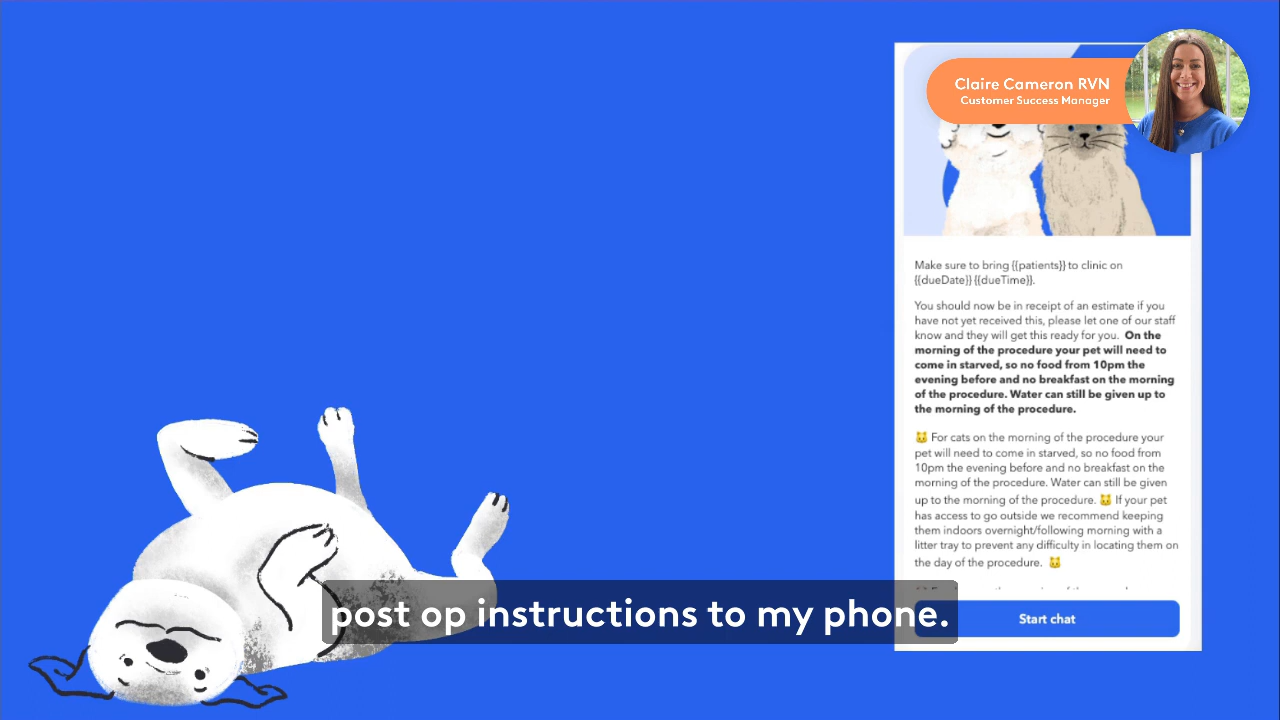 Claire Cameron RVN
Customer Success Manager
Make sure to bring {{patients}} to clinic on
{{dueDate}} {{dueTime}}.
You should now be in receipt of an estimate if you
have not yet received this, please let one of our staff
know and they will get this ready for you. On the
morning of the procedure your pet will need to
come in starved, so no food from 10pm the
evening before and no breakfast on the morning
of the procedure. Water can still be given up to
the morning of the procedure.
🐱 For cats on the morning of the procedure your
pet will need to come in starved, so no food from
10pm the evening before and no breakfast on the
morning of the procedure. Water can still be given
up to the morning of the procedure. 🐱 If your pet
has access to go outside we recommend keeping
them indoors overnight/following morning with a
litter tray to prevent any difficulty in locating them on
the day of the procedure. 🐱
Start chat
post op instructions to my phone.